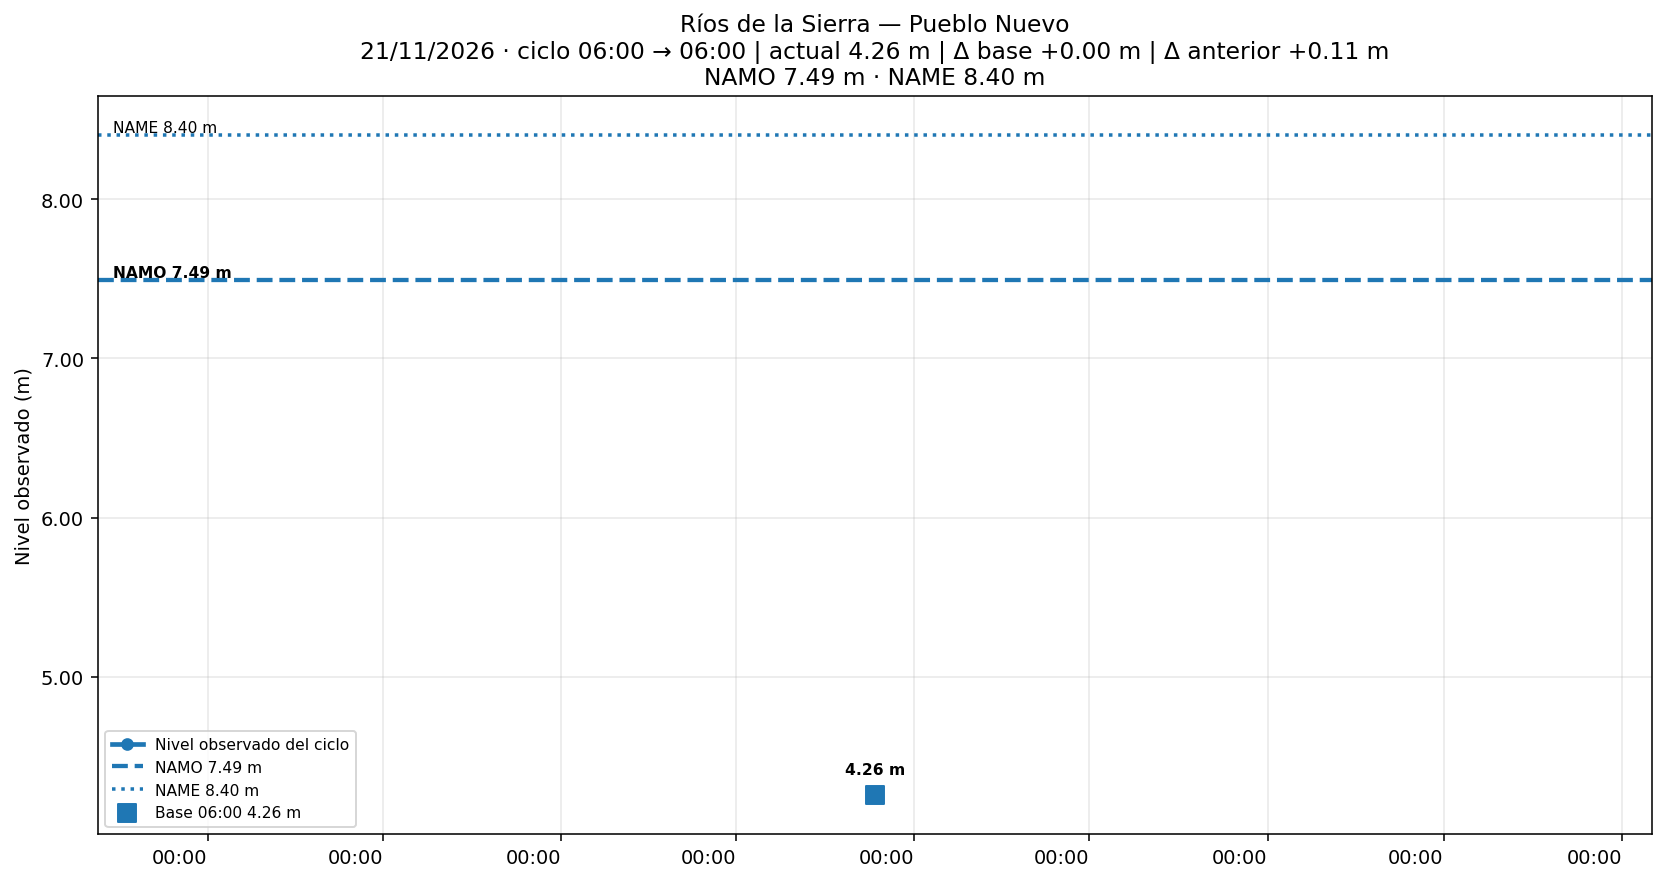 Ríos de la Sierra — Pueblo Nuevo
21/11/2026 · ciclo 06:00 → 06:00 | actual 4.26 m | Δ base +0.00 m | Δ anterior +0.11 m
NAMO 7.49 m · NAME 8.40 m
NAME 8.40 m
8.00
NAMO 7.49 m
7.00
Nivel observado (m)
6.00
5.00
4.26 m
Nivel observado del ciclo
NAMO 7.49 m
NAME 8.40 m
Base 06:00 4.26 m
00:00 00:00 00:00 00:00 00:00 00:00 00:00 00:00 00:00